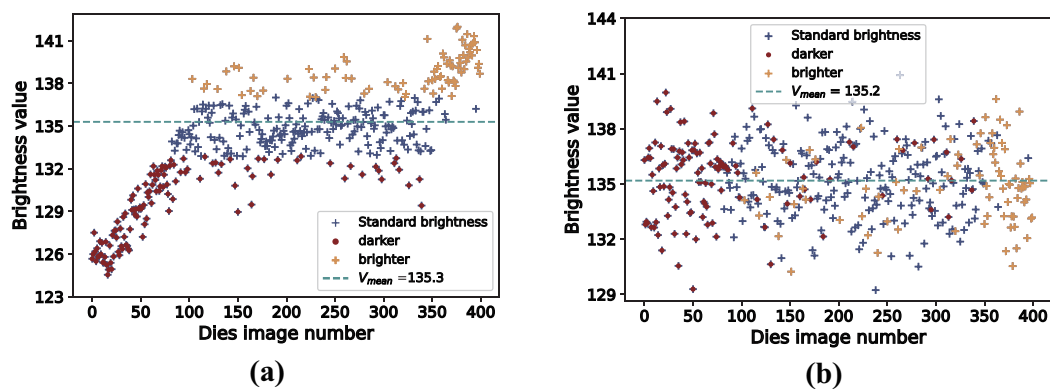 141
138
135
132
129
126
123
Brightness value
0 50 100 150 200 250 300 350 400
Dies image number
Standard brightness
darker
brighter
Vmean =135.3
(a)
144
141
138
135
132
129
Brightness value
0 50 100 150 200 250 300 350 400
Dies image number
Standard brightness
darker
brighter
Vmean = 135.2
(b)